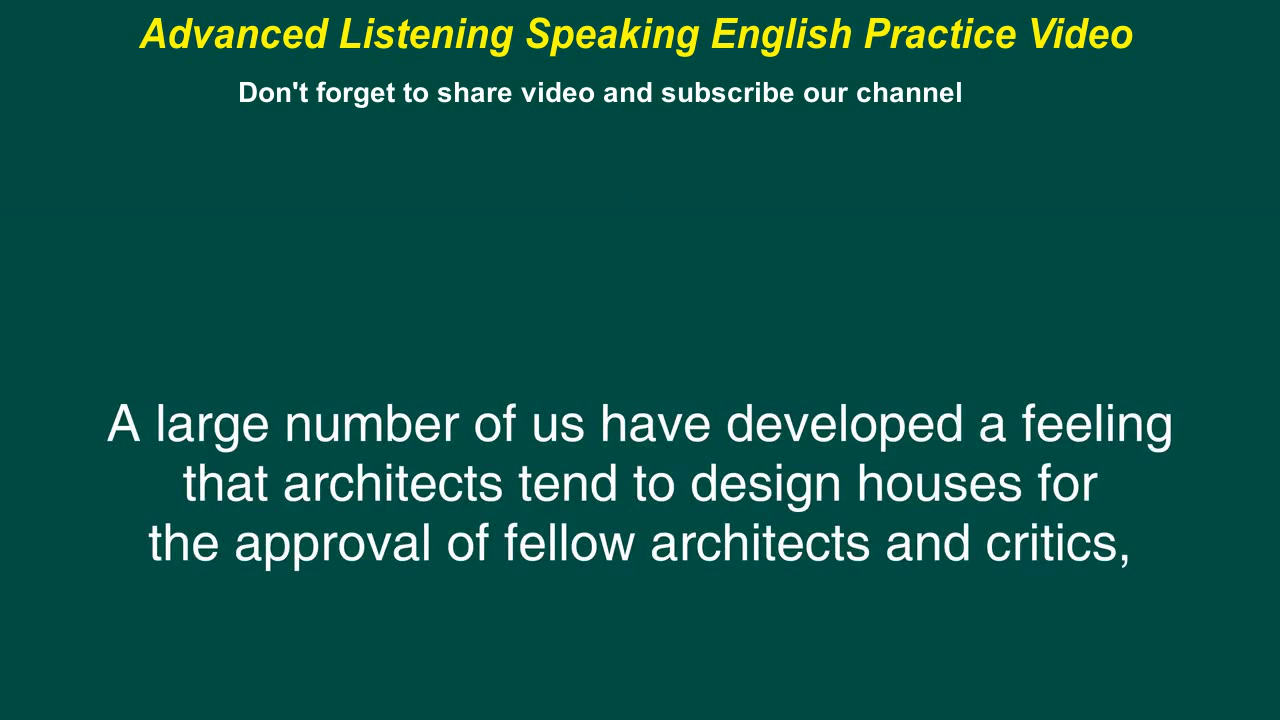 Advanced Listening Speaking English Practice Video
Don't forget to share video and subscribe our channel
A large number of us have developed a feeling
that architects tend to design houses for
the approval of fellow architects and critics,